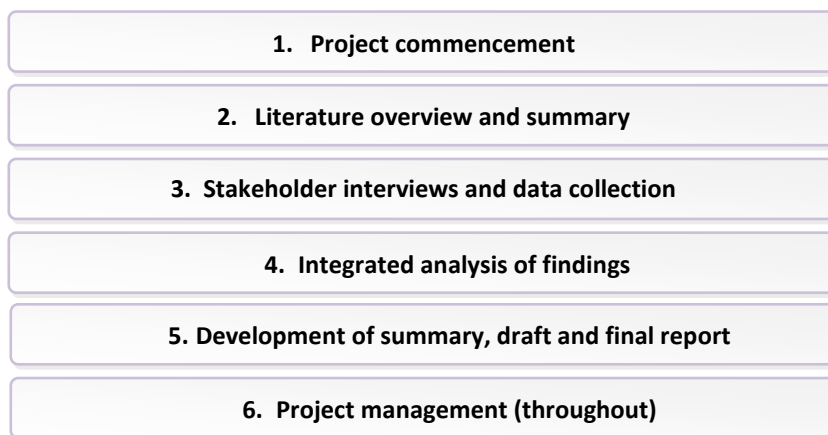 1. Project commencement
2. Literature overview and summary
3. Stakeholder interviews and data collection
4. Integrated analysis of findings
5. Development of summary, draft and final report
6. Project management (throughout)